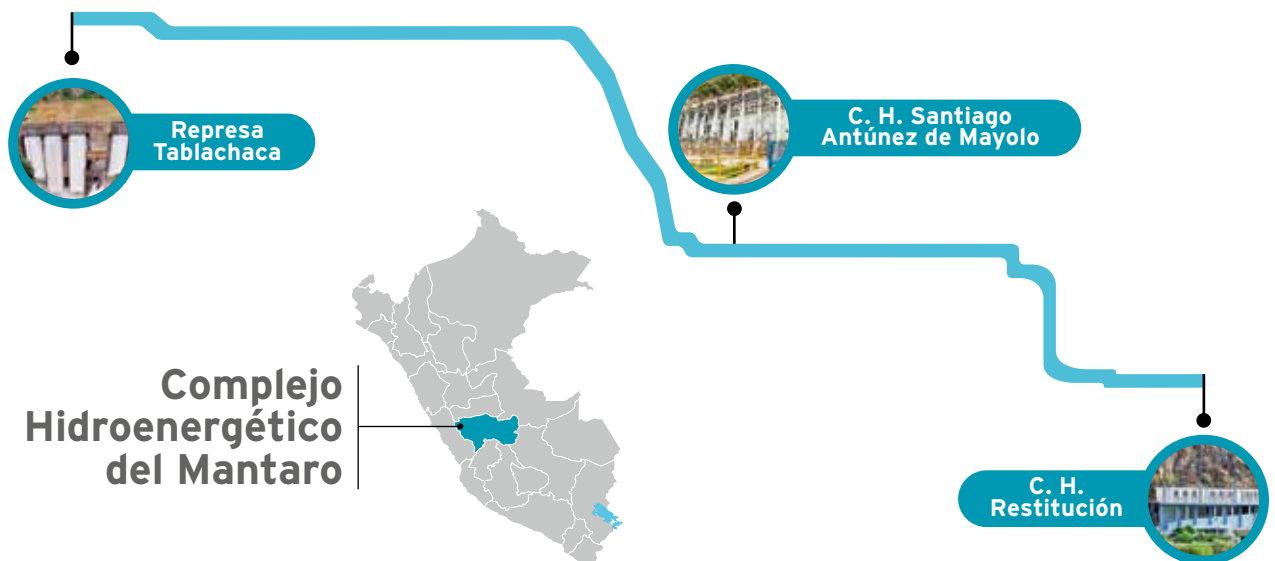 Represa
Tablachaca
C. H. Santiago
Antúnez de Mayolo
Complejo
Hidroenergético
del Mantaro
C. H.
Restitución